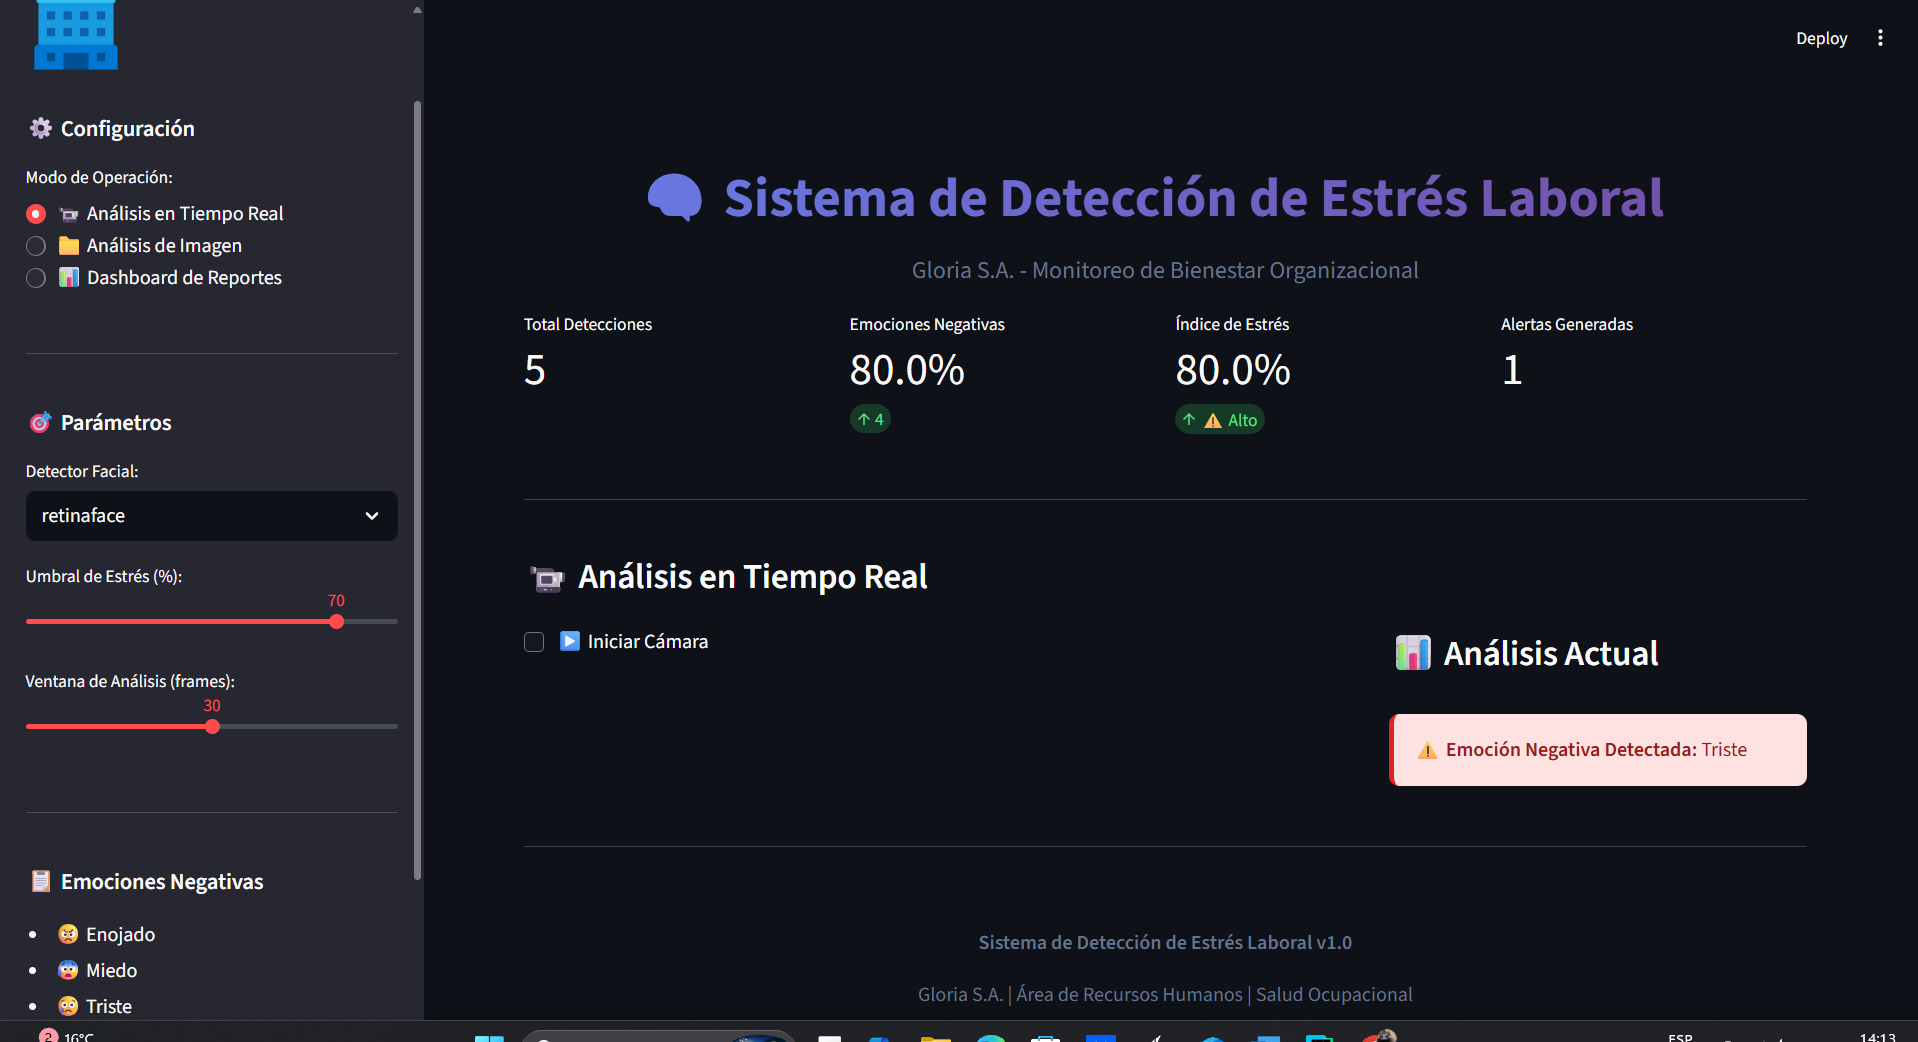 Configuración
Modo de Operación:
Análisis en Tiempo Real
Análisis de Imagen
Dashboard de Reportes
Parámetros
Detector Facial:
retinaface
Umbral de Estrés (%):
70
Ventana de Análisis (frames):
30
Emociones Negativas
Enojado
Miedo
Triste
Deploy
Sistema de Detección de Estrés Laboral
Gloria S.A. - Monitoreo de Bienestar Organizacional
Total Detecciones
5
Emociones Negativas
80.0%
↑ 4
Índice de Estrés
80.0%
↑ ⚠️ Alto
Alertas Generadas
1
Análisis en Tiempo Real
Iniciar Cámara
Análisis Actual
⚠️ Emoción Negativa Detectada: Triste
Sistema de Detección de Estrés Laboral v1.0
Gloria S.A. | Área de Recursos Humanos | Salud Ocupacional
2
16°C
ESP
14:13